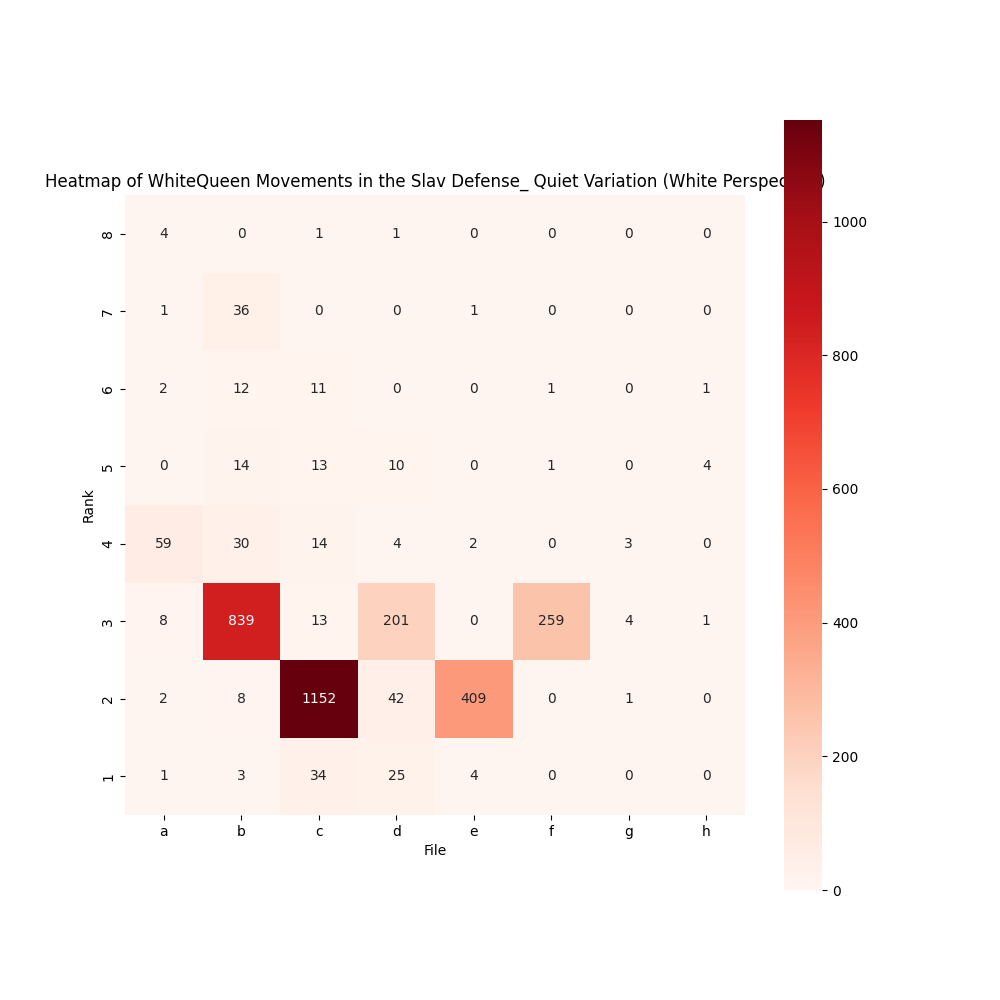 Heatmap of WhiteQueen Movements in the Slav Defense_ Quiet Variation (White Perspec )
8 4 0 1 1 0 0 0 0
7 1 36 0 0 1 0 0 0
6 2 12 11 0 0 1 0 1
5 0 14 13 10 0 1 0 4
4 59 30 14 4 2 0 3 0
3 8 839 13 201 0 259 4 1
2 2 8 1152 42 409 0 1 0
1 1 3 34 25 4 0 0 0
a b c d e f g h
File
Rank
1000
800
600
400
200
0